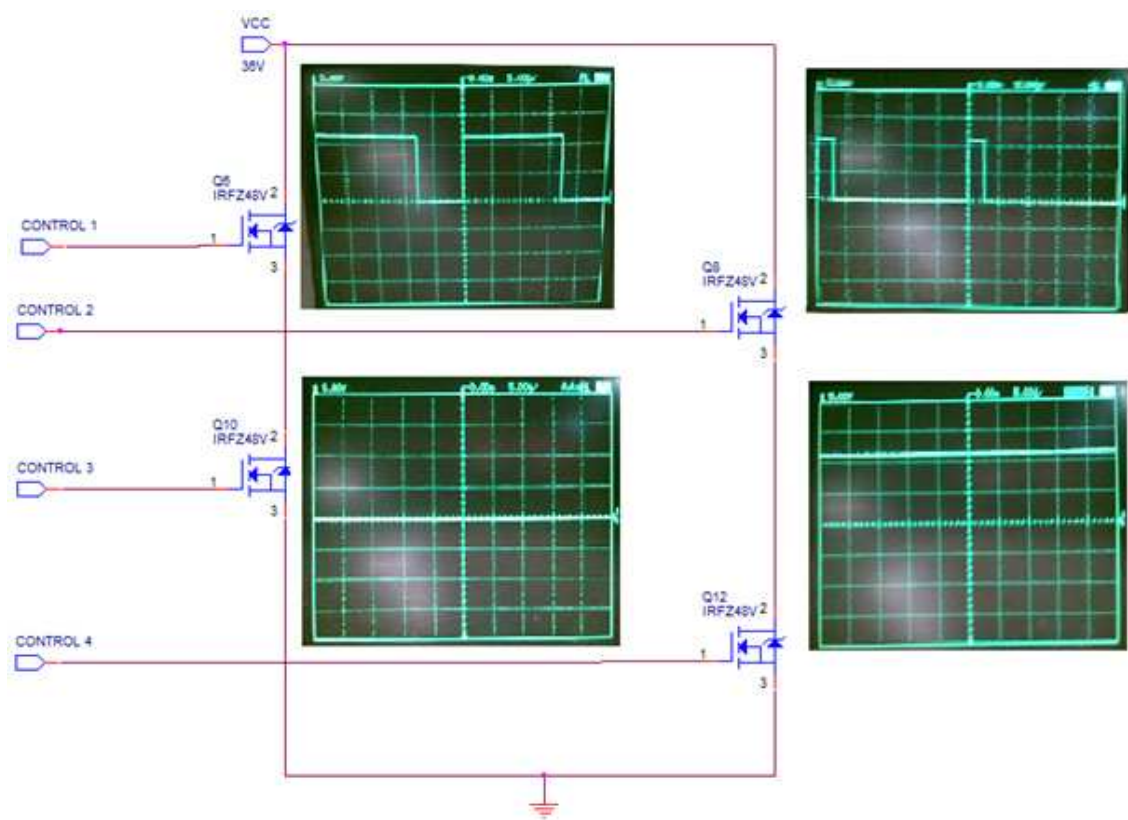 VCC
36V
Q6 2
IRFZ48V
CONTROL 1
1
3
Q8 2
IRFZ48V
CONTROL 2
1
3
Q10 2
IRFZ48V
CONTROL 3
1
3
Q12 2
IRFZ48V
CONTROL 4
1
3